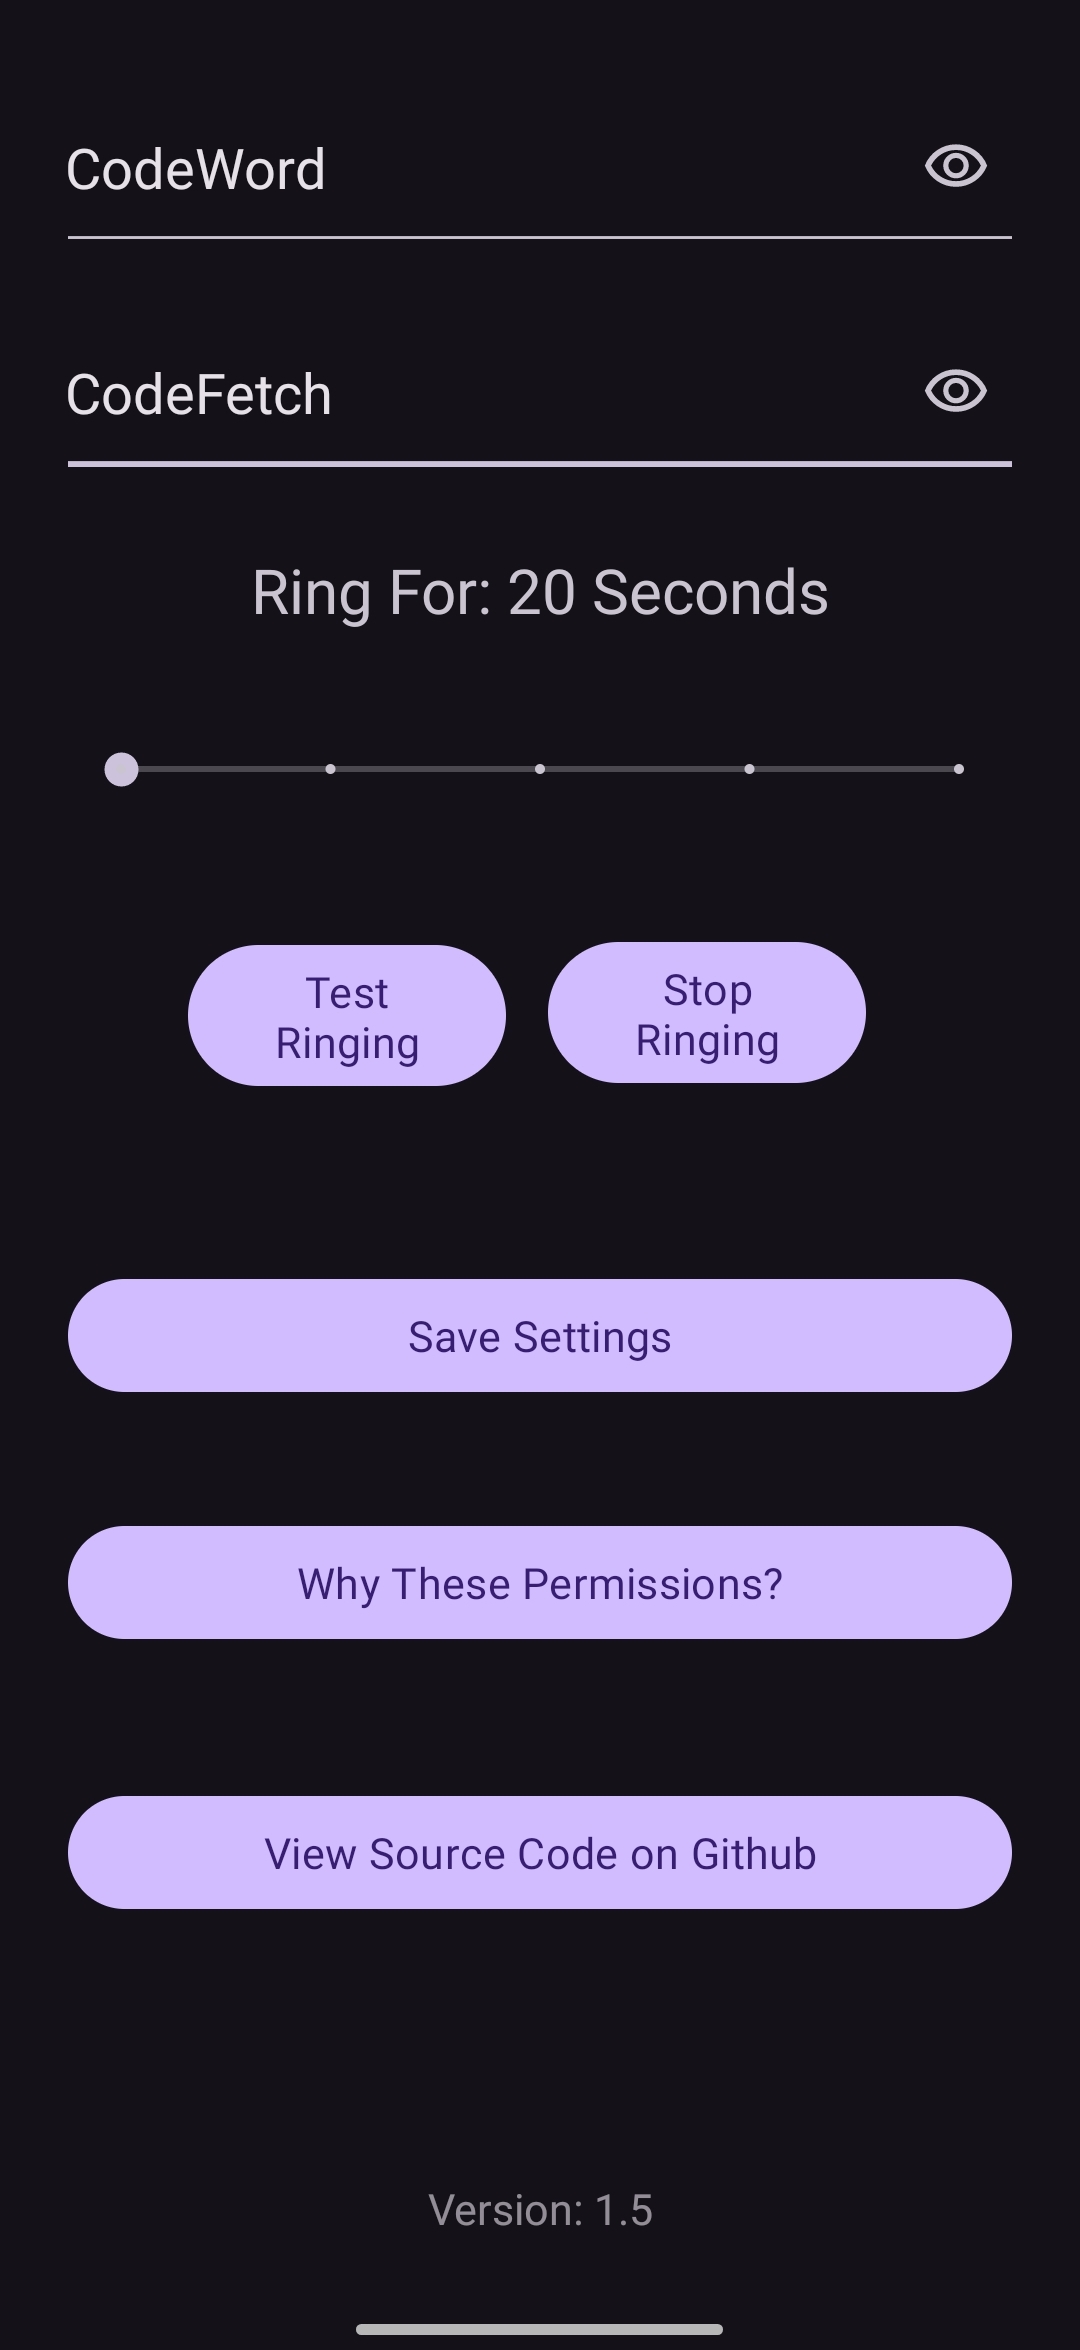 CodeWord
CodeFetch
Ring For: 20 Seconds
Test
Ringing
Stop
Ringing
Save Settings
Why These Permissions?
View Source Code on Github
Version: 1.5